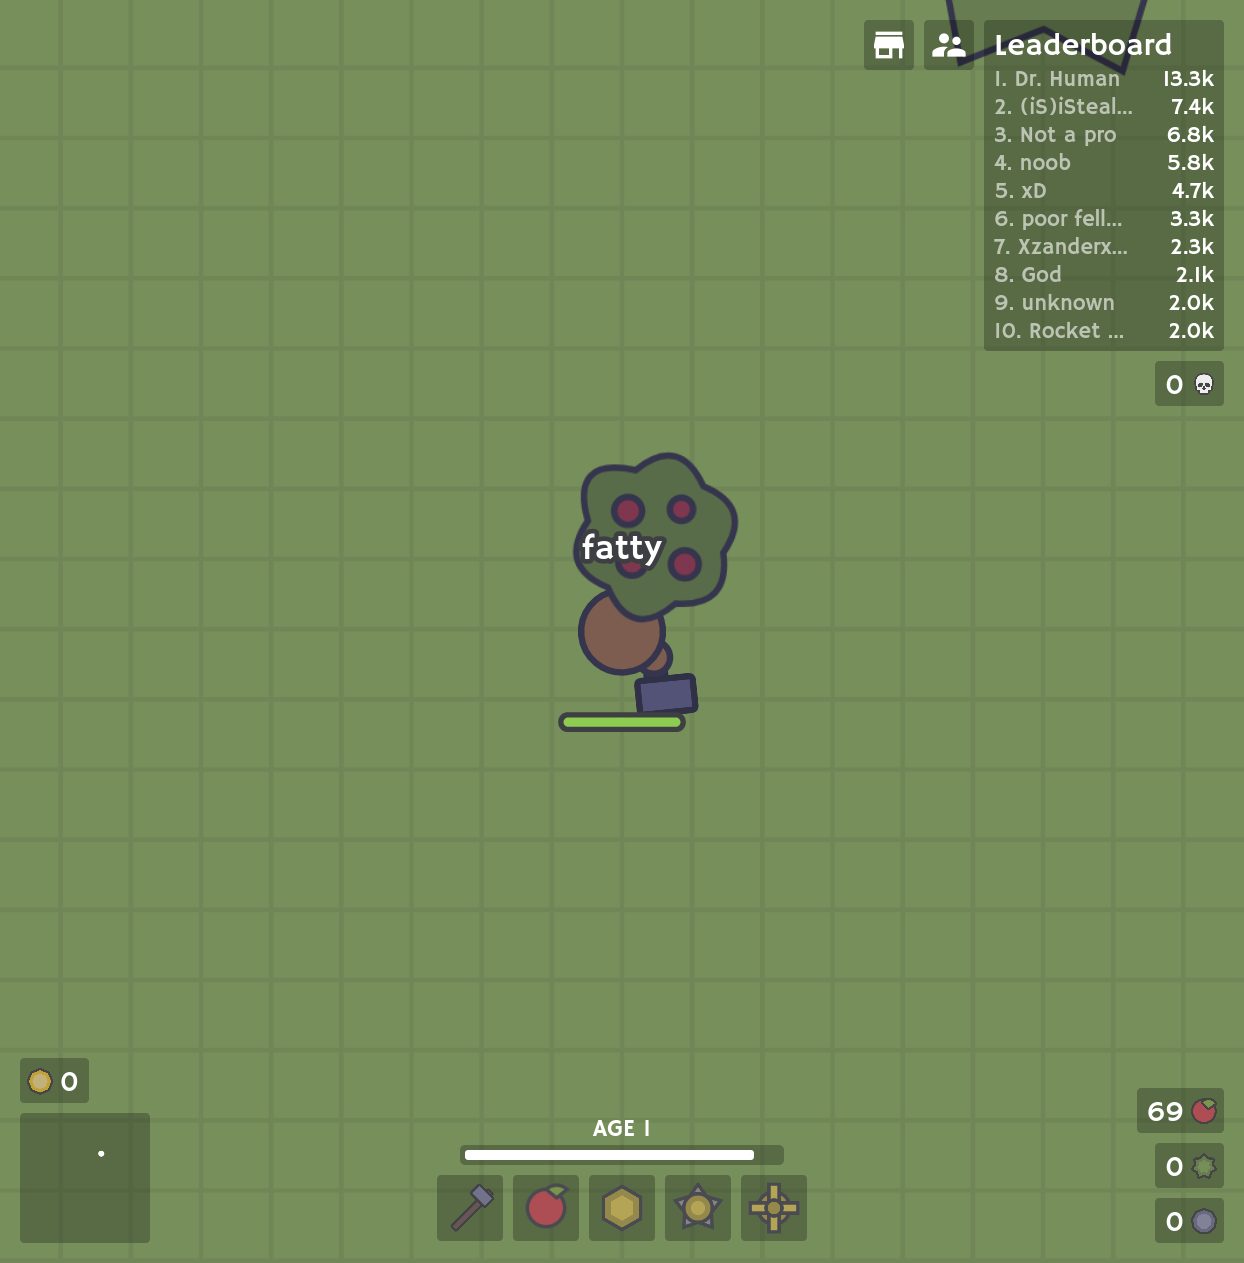 Leaderboard
1. Dr. Human 13.3k
2. (iS)iSteal... 7.4k
3. Not a pro 6.8k
4. noob 5.8k
5. xD 4.7k
6. poor fell... 3.3k
7. Xzanderx... 2.3k
8. God 2.1k
9. unknown 2.0k
10. Rocket ... 2.0k
0
fatty
0
69
AGE 1
0
0